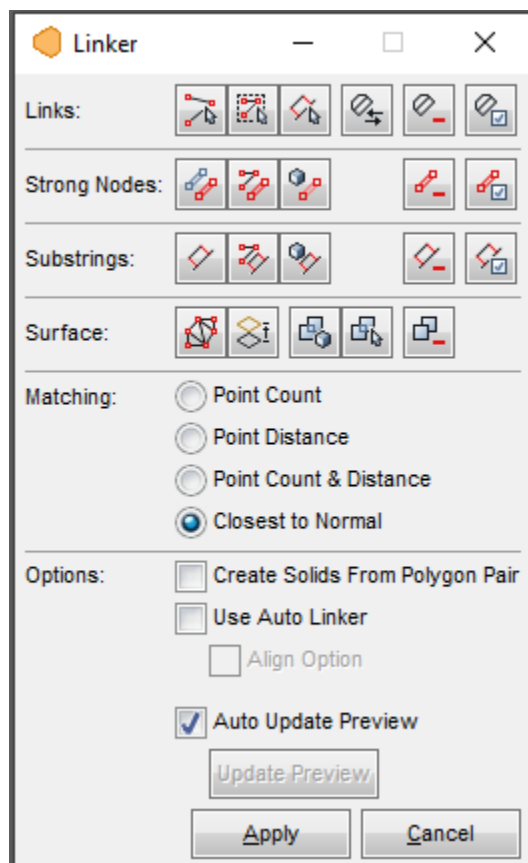 Linker
Links:
Strong Nodes:
Substrings:
Surface:
Matching:
Point Count
Point Distance
Point Count & Distance
Closest to Normal
Options:
Create Solids From Polygon Pair
Use Auto Linker
Align Option
Auto Update Preview
Update Preview
Apply
Cancel